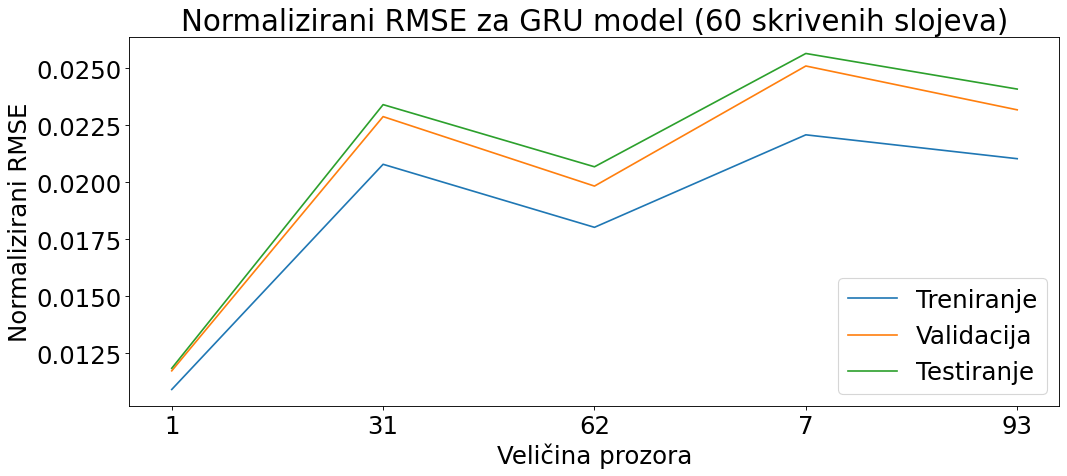 Normalizirani RMSE za GRU model (60 skrivenih slojeva)
Normalizirani RMSE
0.0250
0.0225
0.0200
0.0175
0.0150
0.0125
Treniranje
Validacija
Testiranje
1 31 62 7 93
Veličina prozora